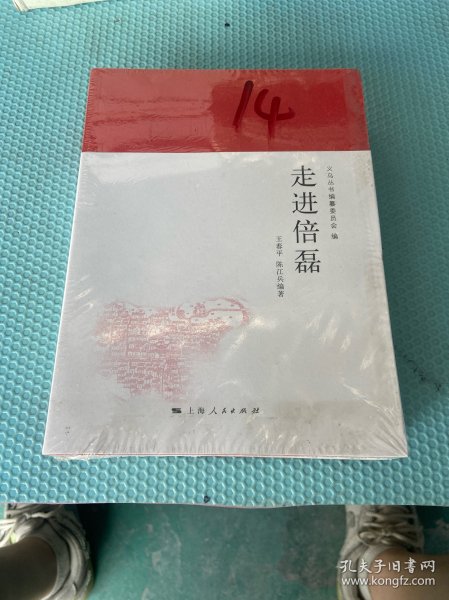 14
义乌丛书编纂委员会 编
走进倍磊
王春平 陈江兵编著
上海人民出版社
孔夫子旧书网
www.kongfz.com